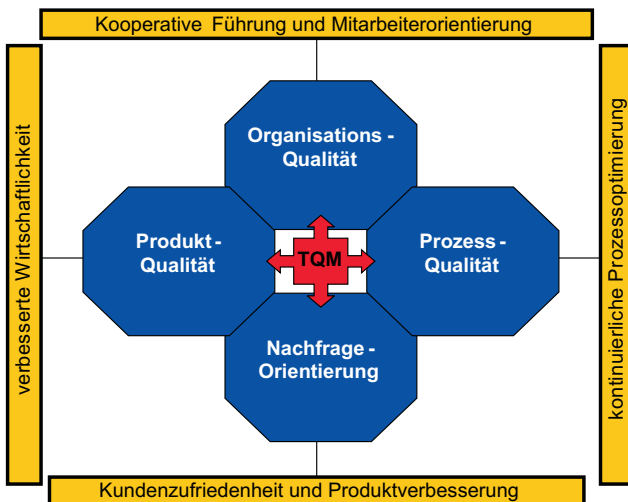 Kooperative Führung und Mitarbeiterorientierung
verbesserte Wirtschaftlichkeit
Organisations -
Qualität
Produkt -
Qualität
TQM
Prozess -
Qualität
Nachfrage -
Orientierung
kontinuierliche Prozessoptimierung
Kundenzufriedenheit und Produktverbesserung